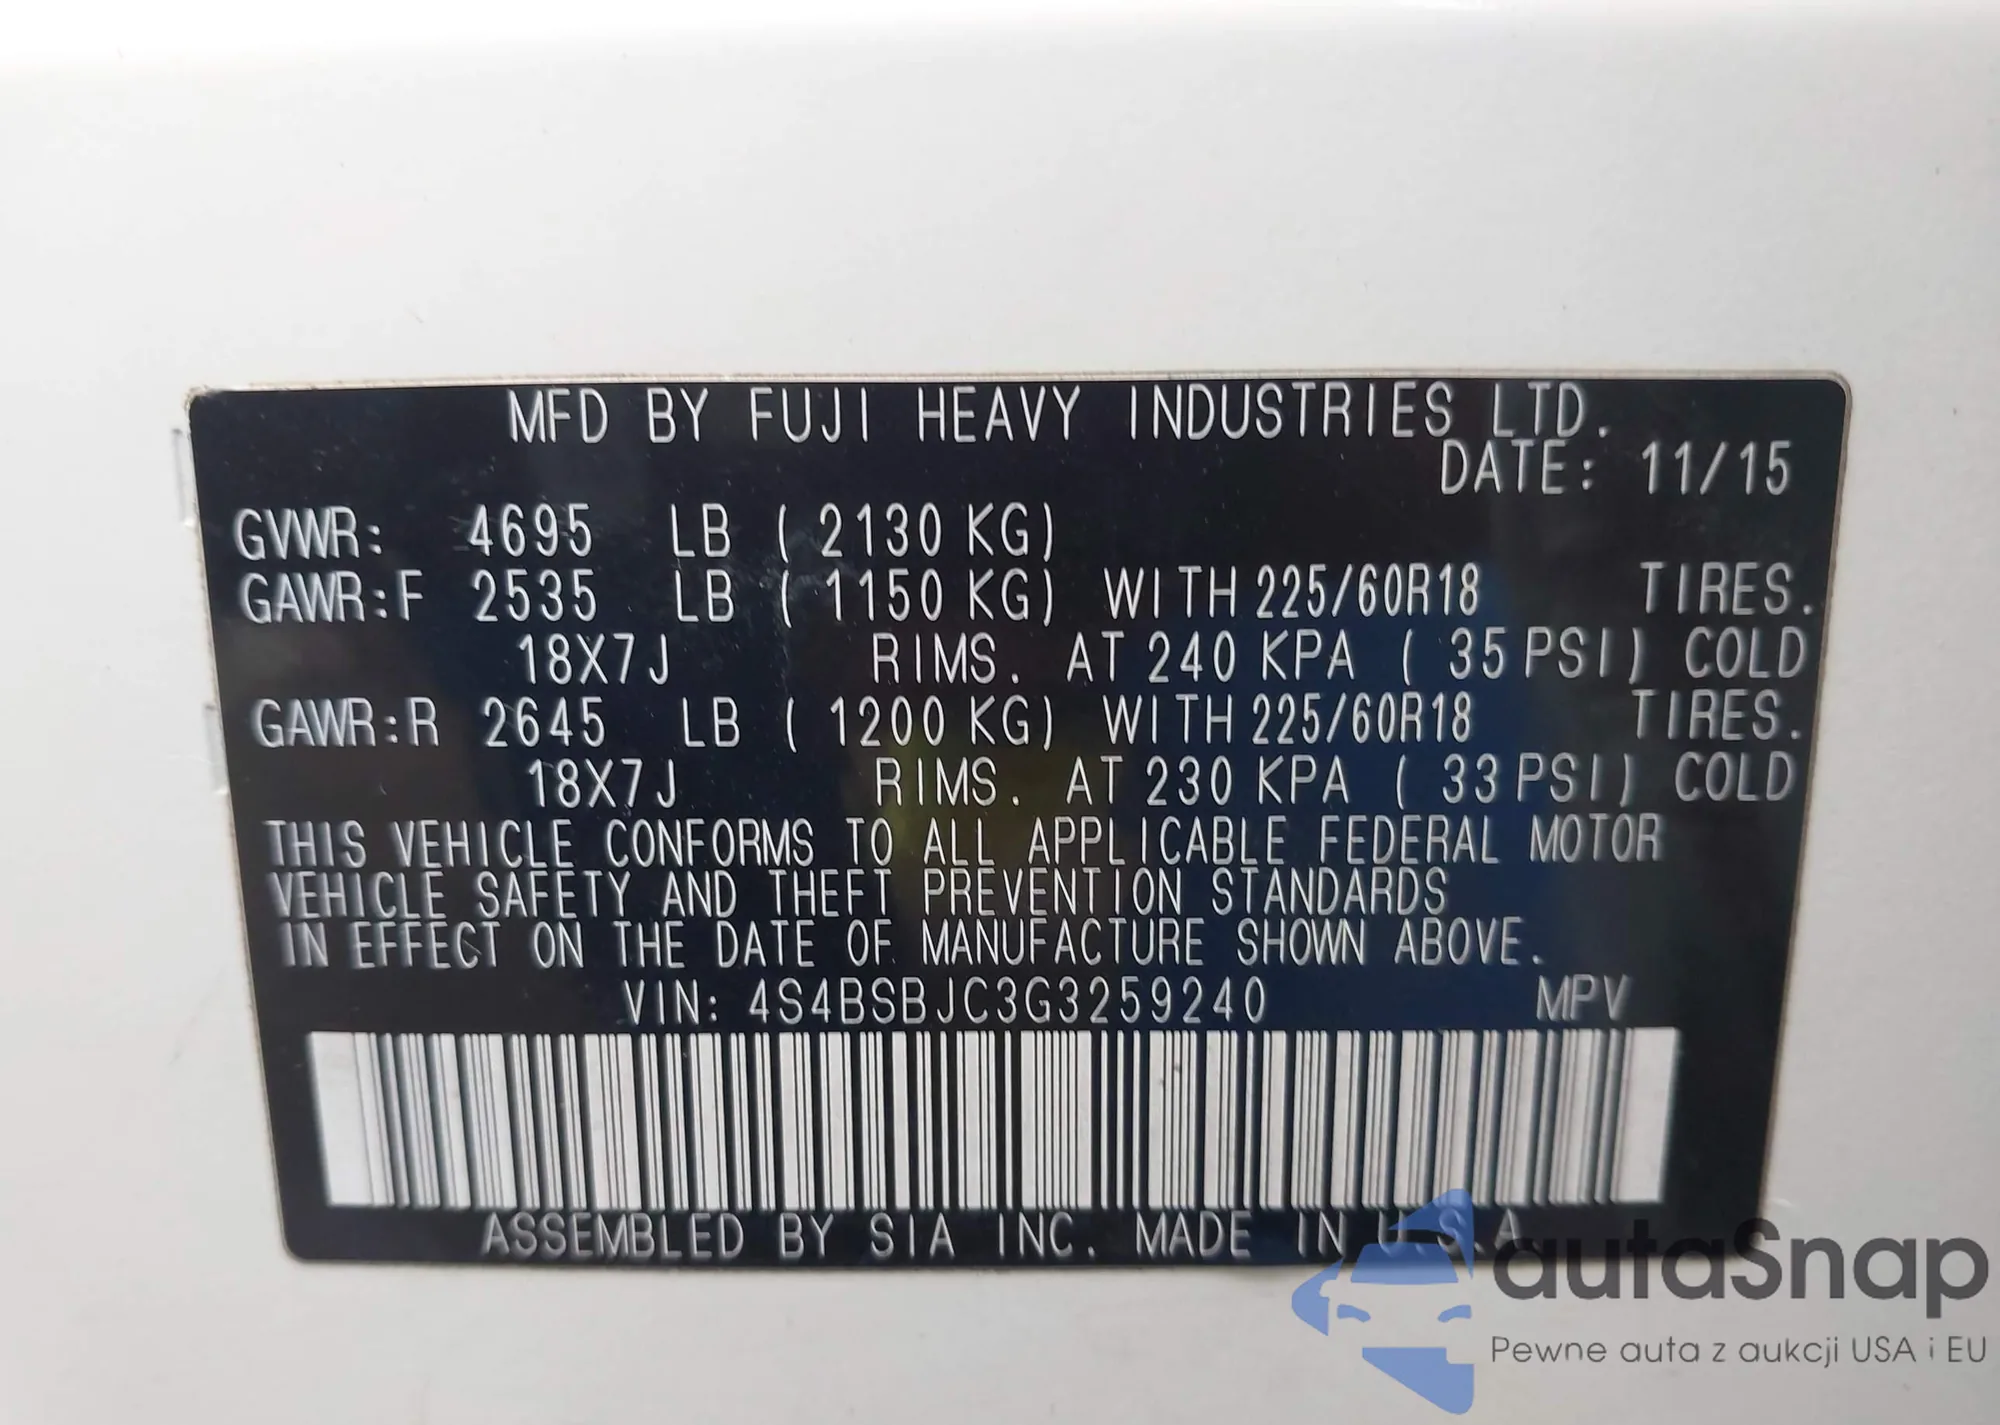 MFD BY FUJI HEAVY INDUSTRIES LTD.
DATE: 11/15
GVWR: 4695 LB ( 2130 KG)
GAWR:F 2535 LB ( 1150 KG) WITH 225/60R18 TIRES.
18X7J RIMS. AT 240 KPA ( 35 PSI) COLD
GAWR:R 2645 LB ( 1200 KG) WITH 225/60R18 TIRES.
18X7J RIMS. AT 230 KPA ( 33 PSI) COLD
THIS VEHICLE CONFORMS TO ALL APPLICABLE FEDERAL MOTOR
VEHICLE SAFETY AND THEFT PREVENTION STANDARDS
IN EFFECT ON THE DATE OF MANUFACTURE SHOWN ABOVE.
VIN: 4S4BSBJC3G3259240 MPV
ASSEMBLED BY SIA INC. MADE IN U.S.A
autaSnap
Pewne auta z aukcji USA i EU